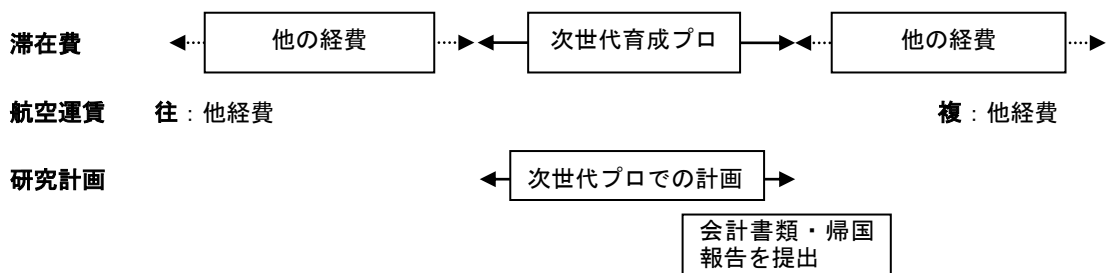 滞在費 他の経費 次世代育成プロ 他の経費
航空運賃 往：他経費 複：他経費
研究計画 次世代プロでの計画
会計書類・帰国
報告を提出